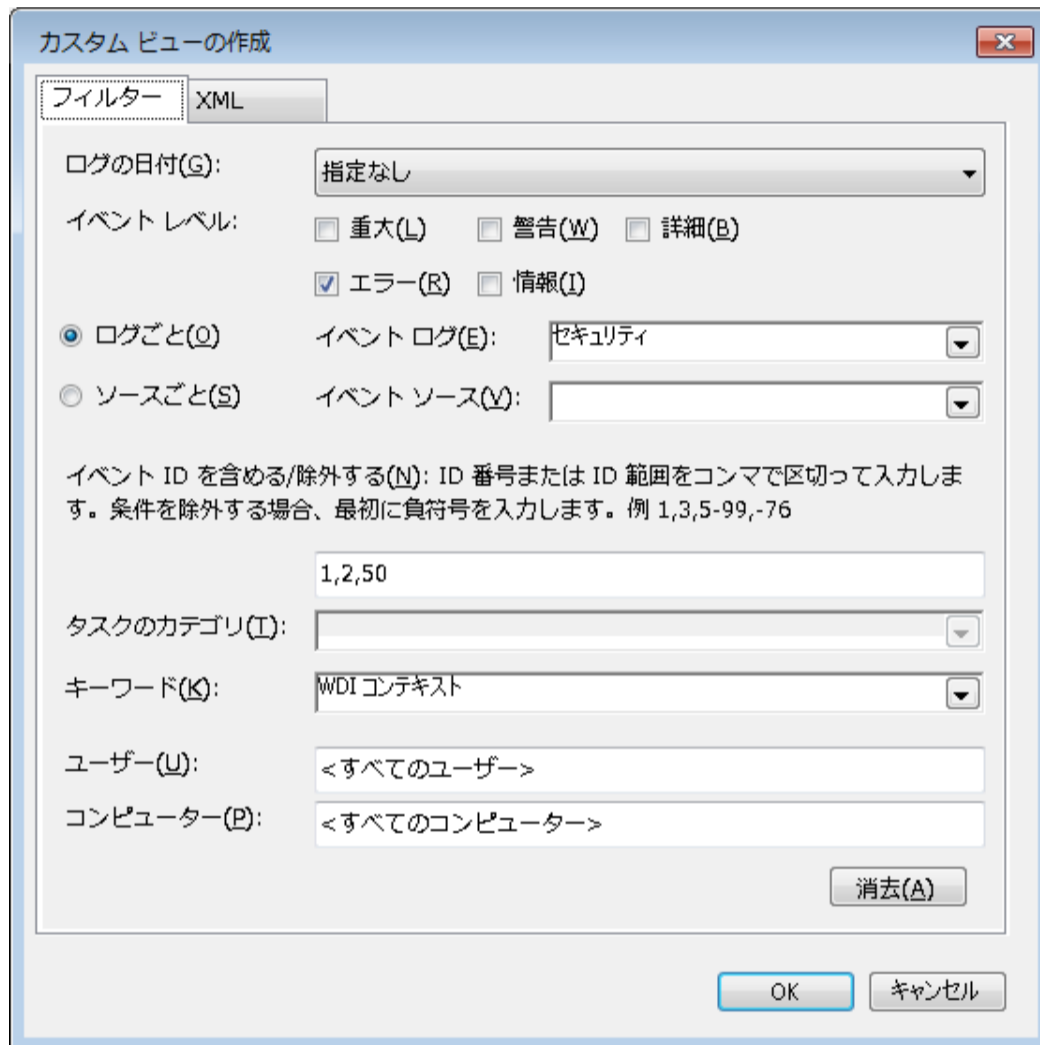 カスタム ビューの作成
フィルター XML
ログの日付(G): 指定なし
イベント レベル: 重大(L) 警告(W) 詳細(B)
エラー(R) 情報(I)
ログごと(O) イベント ログ(E): セキュリティ
ソースごと(S) イベント ソース(V):
イベント ID を含める/除外する(N): ID 番号または ID 範囲をコンマで区切って入力しま
す。条件を除外する場合、最初に負符号を入力します。例 1,3,5-99,-76
1,2,50
タスクのカテゴリ(T):
キーワード(K): WDI コンテキスト
ユーザー(U): <すべてのユーザー>
コンピューター(P): <すべてのコンピューター>
消去(A)
OK キャンセル